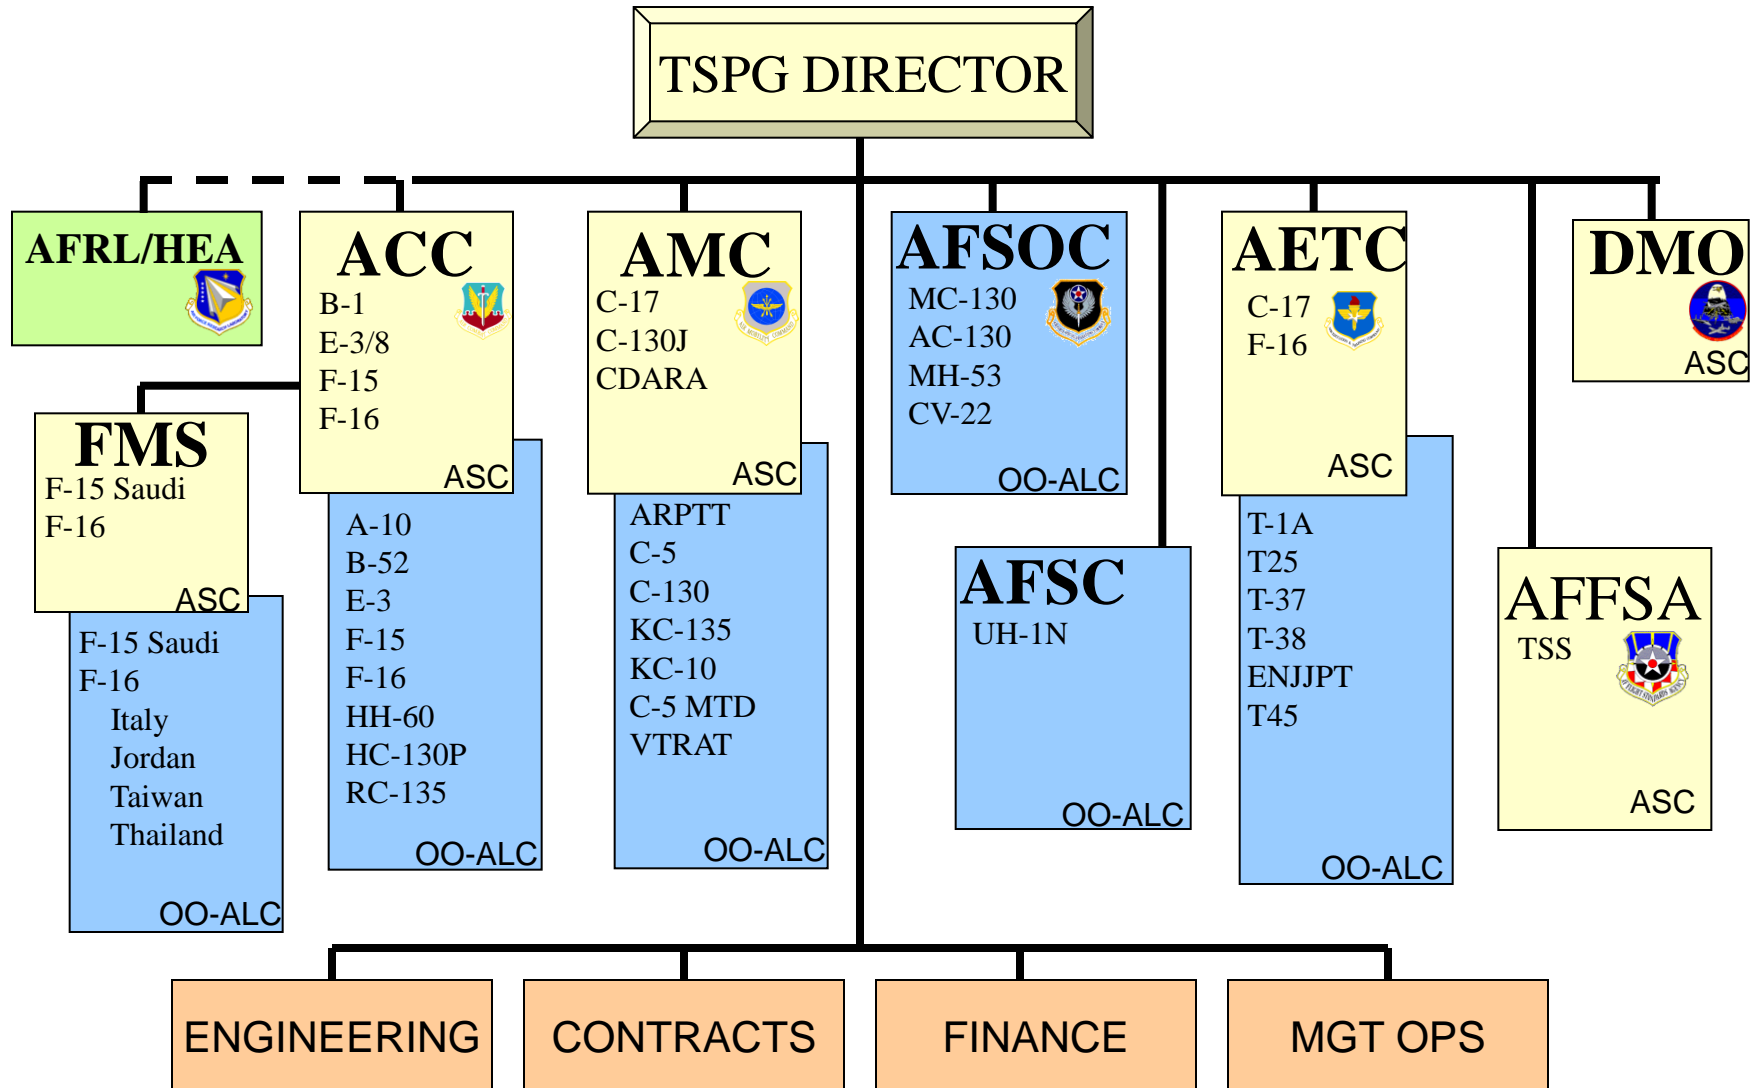 TSPG DIRECTOR
AFRL/HEA
ACC
B-1
E-3/8
F-15
F-16
ASC
A-10
B-52
E-3
F-15
F-16
HH-60
HC-130P
RC-135
OO-ALC
FMS
F-15 Saudi
F-16
ASC
F-15 Saudi
F-16
Italy
Jordan
Taiwan
Thailand
OO-ALC
AMC
C-17
C-130J
CDARA
ASC
ARPTT
C-5
C-130
KC-135
KC-10
C-5 MTD
VTRAT
OO-ALC
AFSOC
MC-130
AC-130
MH-53
CV-22
OO-ALC
AFSC
UH-1N
OO-ALC
AETC
C-17
F-16
ASC
T-1A
T25
T-37
T-38
ENJJPT
T45
OO-ALC
AFFSA
TSS
ASC
DMO
ASC
ENGINEERING
CONTRACTS
FINANCE
MGT OPS